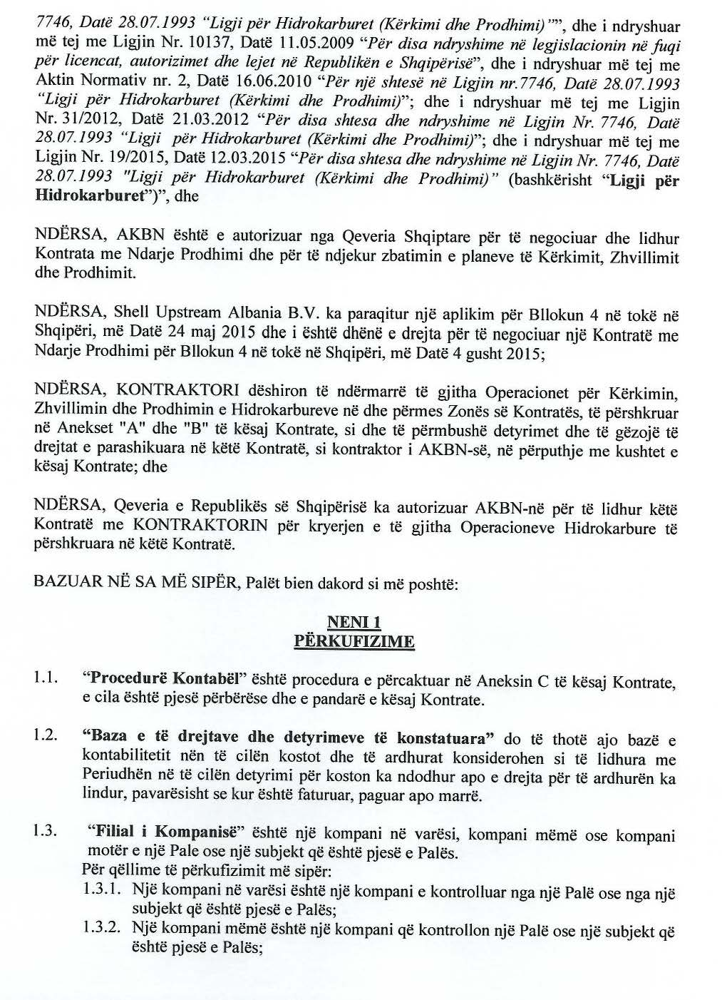 7746, Datë 28.07.1993 “Ligji për Hidrokarburet (Kërkimi dhe Prodhimi)””, dhe i ndryshuar
më tej me Ligjin Nr. 10137, Datë 11.05.2009 “Për disa ndryshime në legjislacionin në fuqi
për licencat, autorizimet dhe lejet në Republikën e Shqipërisë”, dhe i ndryshuar më tej me
Aktin Normativ nr. 2, Datë 16.06.2010 “Për një shtesë në Ligjin nr.7746, Datë 28.07.1993
“Ligji për Hidrokarburet (Kërkimi dhe Prodhimi)”; dhe i ndryshuar më tej me Ligjin
Nr. 31/2012, Datë 21.03.2012 “Për disa shtesa dhe ndryshime në Ligjin Nr. 7746, Datë
28.07.1993 “Ligji për Hidrokarburet (Kërkimi dhe Prodhimi)”; dhe i ndryshuar më tej me
Ligjin Nr. 19/2015, Datë 12.03.2015 “Për disa shtesa dhe ndryshime në Ligjin Nr. 7746, Datë
28.07.1993 "Ligji për Hidrokarburet (Kërkimi dhe Prodhimi)” (bashkërisht “Ligji për
Hidrokarburet”)”, dhe
NDËRSA, AKBN është e autorizuar nga Qeveria Shqiptare për të negociuar dhe lidhur
Kontrata me Ndarje Prodhimi dhe për të ndjekur zbatimin e planeve të Kërkimit, Zhvillimit
dhe Prodhimit.
NDËRSA, Shell Upstream Albania B.V. ka paraqitur një aplikim për Bllokun 4 në tokë në
Shqipëri, më Datë 24 maj 2015 dhe i është dhënë e drejta për të negociuar një Kontratë me
Ndarje Prodhimi për Bllokun 4 në tokë në Shqipëri, më Datë 4 gusht 2015;
NDËRSA, KONTRAKTORI dëshiron të ndërmarrë të gjitha Operacionet për Kërkimin,
Zhvillimin dhe Prodhimin e Hidrokarbureve në dhe përmes Zonës së Kontratës, të përshkruar
në Anekset "A" dhe "B" të kësaj Kontrate, si dhe të përmbushë detyrimet dhe të gëzojë të
drejtat e parashikuara në këtë Kontratë, si kontraktor i AKBN-së, në përputhje me kushtet e
kësaj Kontrate; dhe
NDËRSA, Qeveria e Republikës së Shqipërisë ka autorizuar AKBN-në për të lidhur këtë
Kontratë me KONTRAKTORIN për kryerjen e të gjitha Operacioneve Hidrokarbure të
përshkruara në këtë Kontratë.
BAZUAR NË SA MË SIPËR, Palët bien dakord si më poshtë:
NENI 1
PËRKUFIZIME
1.1. “Procedurë Kontabël” është procedura e përcaktuar në Aneksin C të kësaj Kontrate,
e cila është pjesë përbërëse dhe e pandarë e kësaj Kontrate.
1.2. “Baza e të drejtave dhe detyrimeve të konstatuara” do të thotë ajo bazë e
kontabilitetit nën të cilën kostot dhe të ardhurat konsiderohen si të lidhura me
Periudhën në të cilën detyrimi për koston ka ndodhur apo e drejta për të ardhurën ka
lindur, pavarësisht se kur është faturuar, paguar apo marrë.
1.3. “Filial i Kompanisë” është një kompani në varësi, kompani mëmë ose kompani
motër e një Pale ose një subjekt që është pjesë e Palës.
Për qëllime të përkufizimit më sipër:
1.3.1. Një kompani në varësi është një kompani e kontrolluar nga një Palë ose nga një
subjekt që është pjesë e Palës;
1.3.2. Një kompani mëmë është një kompani që kontrollon një Palë ose një subjekt që
është pjesë e Palës;